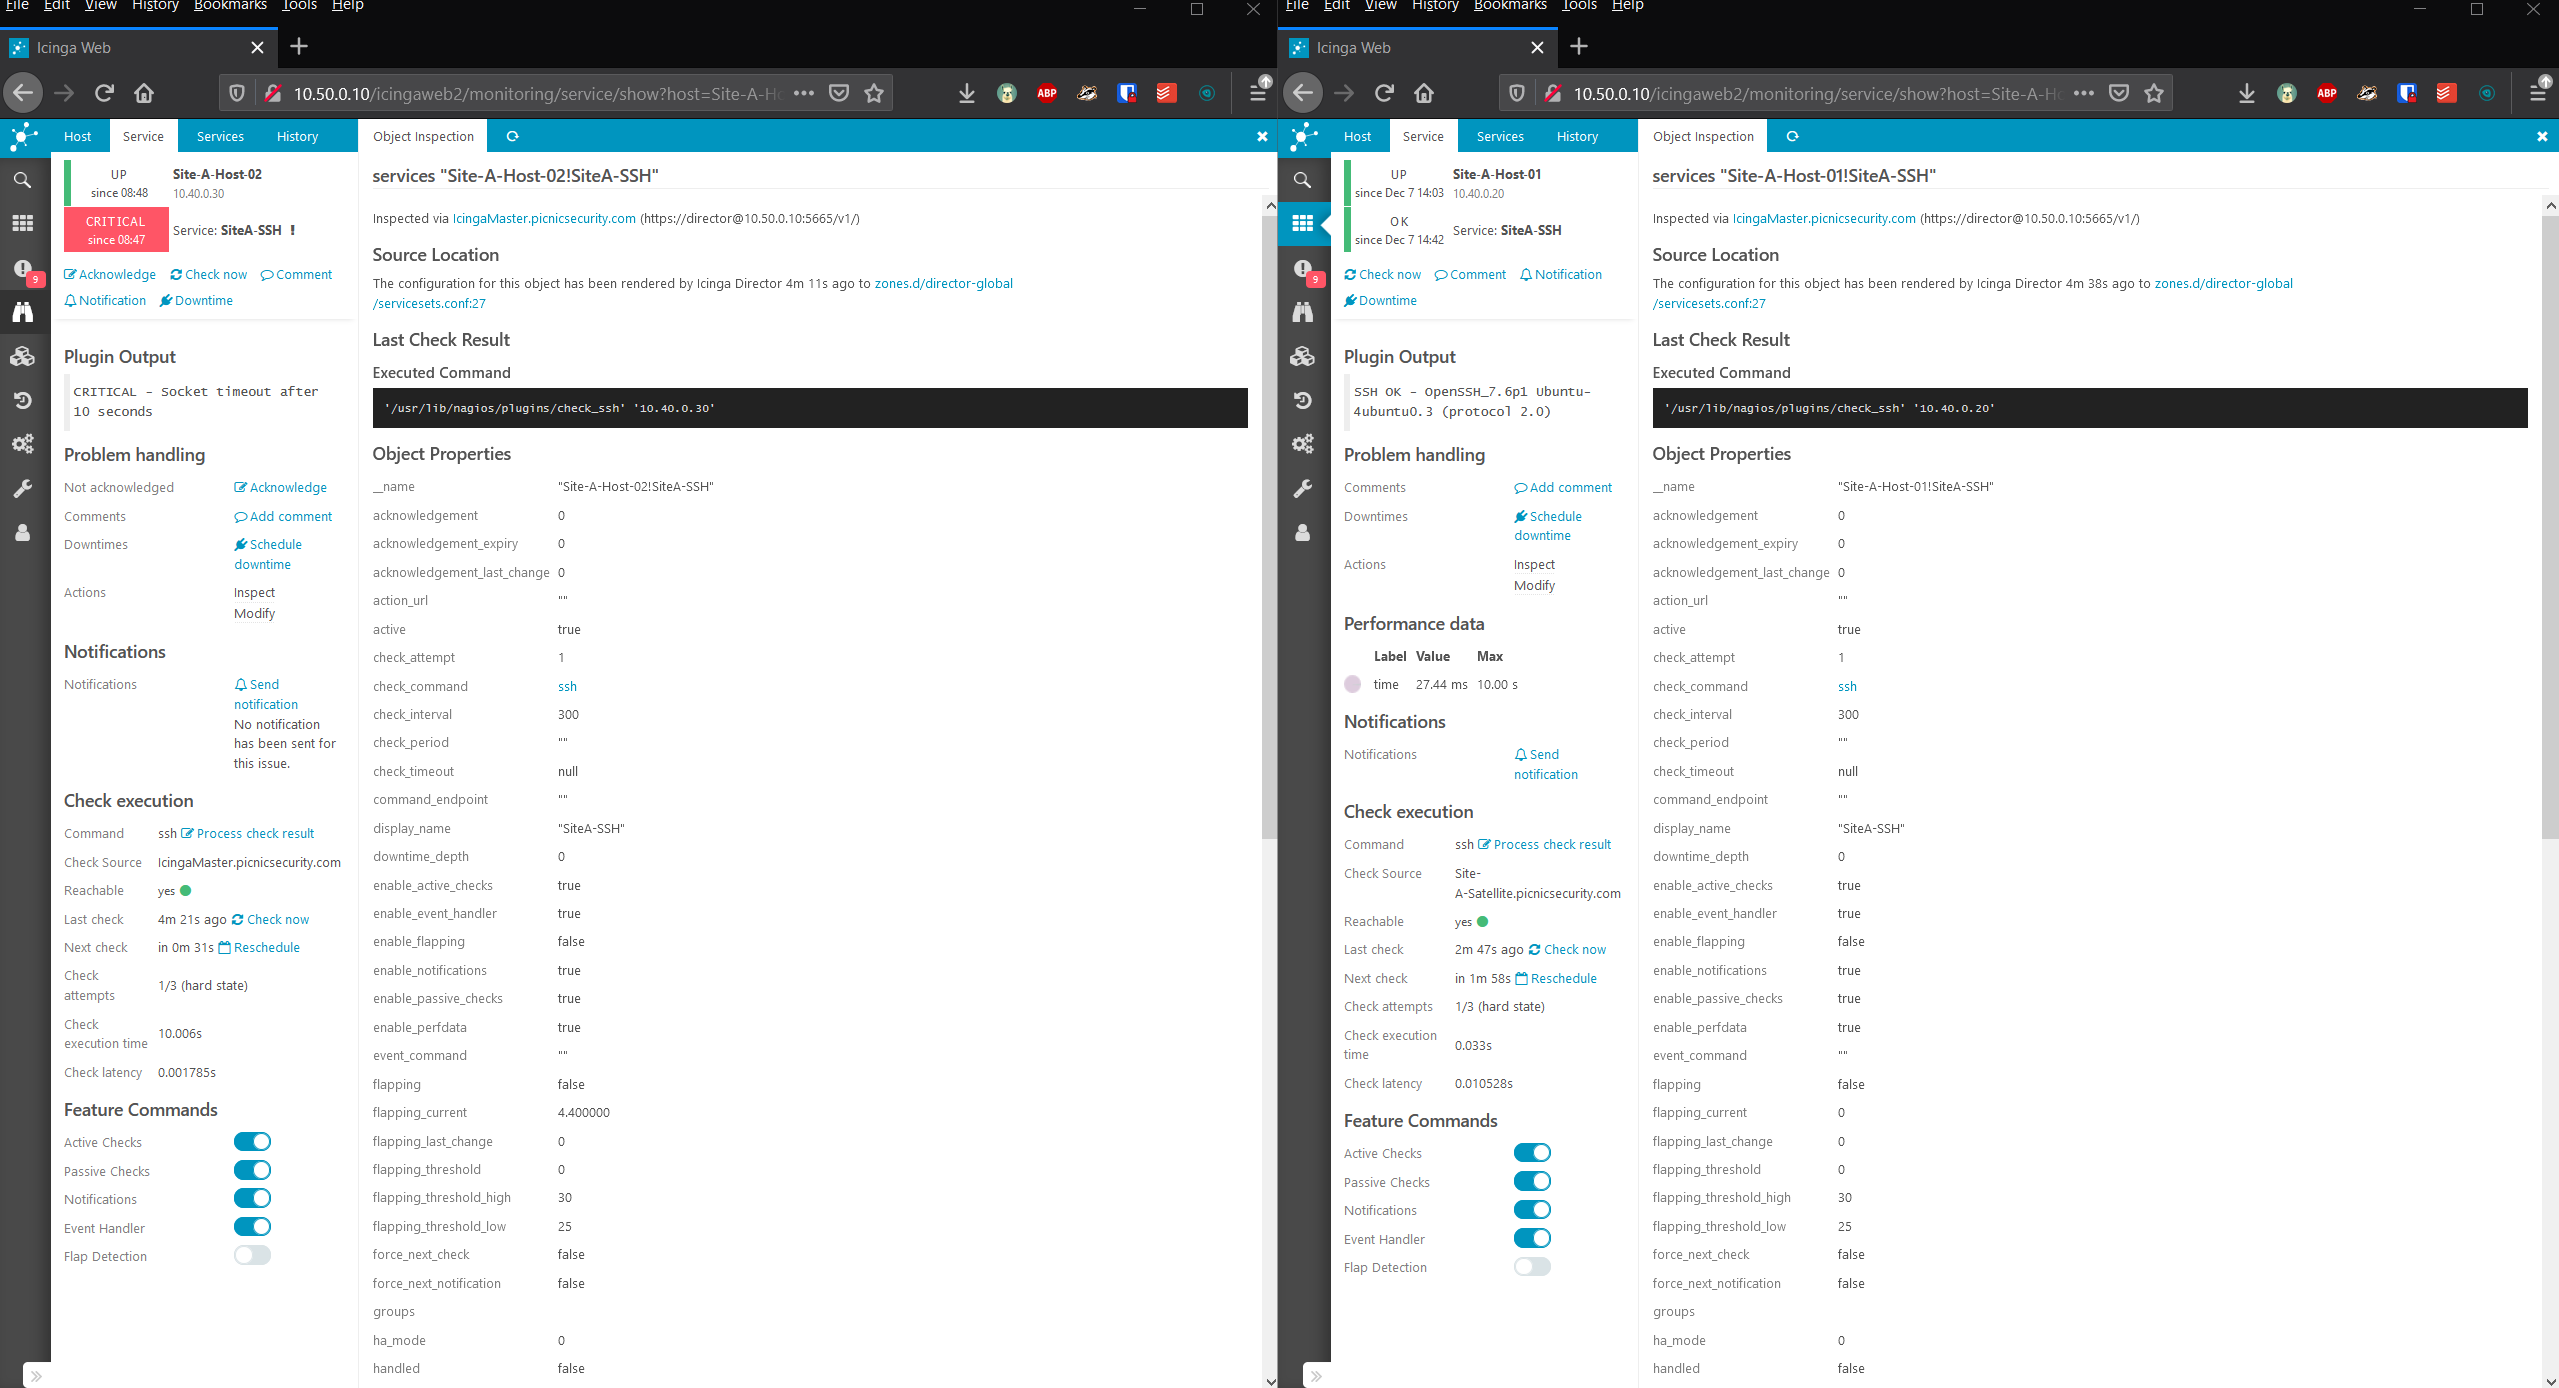 File Edit View History Bookmarks Tools Help
Icinga Web
10.50.0.10/icingaweb2/monitoring/service/show?host=Site-A-Ho
ABP
Host Service Services History
Object Inspection
UP
since 08:48
Site-A-Host-02
10.40.0.30
CRITICAL
since 08:47
Service: SiteA-SSH !
Acknowledge Check now Comment
Notification Downtime
9
Plugin Output
CRITICAL - Socket timeout after
10 seconds
Problem handling
Not acknowledged Acknowledge
Comments Add comment
Downtimes Schedule
downtime
Actions Inspect
Modify
Notifications
Notifications Send
notification
No notification
has been sent for
this issue.
Check execution
Command ssh Process check result
Check Source IcingaMaster.picnicsecurity.com
Reachable yes
Last check 4m 21s ago Check now
Next check in 0m 31s Reschedule
Check
attempts 1/3 (hard state)
Check
execution time 10.006s
Check latency 0.001785s
Feature Commands
Active Checks
Passive Checks
Notifications
Event Handler
Flap Detection
services "Site-A-Host-02!SiteA-SSH"
Inspected via IcingaMaster.picnicsecurity.com (https://director@10.50.0.10:5665/v1/)
Source Location
The configuration for this object has been rendered by Icinga Director 4m 11s ago to zones.d/director-global
/servicesets.conf:27
Last Check Result
Executed Command
'/usr/lib/nagios/plugins/check_ssh' '10.40.0.30'
Object Properties
__name "Site-A-Host-02!SiteA-SSH"
acknowledgement 0
acknowledgement_expiry 0
acknowledgement_last_change 0
action_url ""
active true
check_attempt 1
check_command ssh
check_interval 300
check_period ""
check_timeout null
command_endpoint ""
display_name "SiteA-SSH"
downtime_depth 0
enable_active_checks true
enable_event_handler true
enable_flapping false
enable_notifications true
enable_passive_checks true
enable_perfdata true
event_command ""
flapping false
flapping_current 4.400000
flapping_last_change 0
flapping_threshold 0
flapping_threshold_high 30
flapping_threshold_low 25
force_next_check false
force_next_notification false
groups
ha_mode 0
handled false
File Edit View History Bookmarks Tools Help
Icinga Web
10.50.0.10/icingaweb2/monitoring/service/show?host=Site-A-Ho
ABP
Host Service Services History
Object Inspection
UP
since Dec 7 14:03
Site-A-Host-01
10.40.0.20
OK
since Dec 7 14:42
Service: SiteA-SSH
Check now Comment Notification
Downtime
9
Plugin Output
SSH OK - OpenSSH_7.6p1 Ubuntu-
4ubuntu0.3 (protocol 2.0)
Problem handling
Comments Add comment
Downtimes Schedule
downtime
Actions Inspect
Modify
Performance data
Label Value Max
time 27.44 ms 10.00 s
Notifications
Notifications Send
notification
Check execution
Command ssh Process check result
Check Source Site-
A-Satellite.picnicsecurity.com
Reachable yes
Last check 2m 47s ago Check now
Next check in 1m 58s Reschedule
Check attempts 1/3 (hard state)
Check execution
time 0.033s
Check latency 0.010528s
Feature Commands
Active Checks
Passive Checks
Notifications
Event Handler
Flap Detection
services "Site-A-Host-01!SiteA-SSH"
Inspected via IcingaMaster.picnicsecurity.com (https://director@10.50.0.10:5665/v1/)
Source Location
The configuration for this object has been rendered by Icinga Director 4m 38s ago to zones.d/director-global
/servicesets.conf:27
Last Check Result
Executed Command
'/usr/lib/nagios/plugins/check_ssh' '10.40.0.20'
Object Properties
__name "Site-A-Host-01!SiteA-SSH"
acknowledgement 0
acknowledgement_expiry 0
acknowledgement_last_change 0
action_url ""
active true
check_attempt 1
check_command ssh
check_interval 300
check_period ""
check_timeout null
command_endpoint ""
display_name "SiteA-SSH"
downtime_depth 0
enable_active_checks true
enable_event_handler true
enable_flapping false
enable_notifications true
enable_passive_checks true
enable_perfdata true
event_command ""
flapping false
flapping_current 0
flapping_last_change 0
flapping_threshold 0
flapping_threshold_high 30
flapping_threshold_low 25
force_next_check false
force_next_notification false
groups
ha_mode 0
handled false